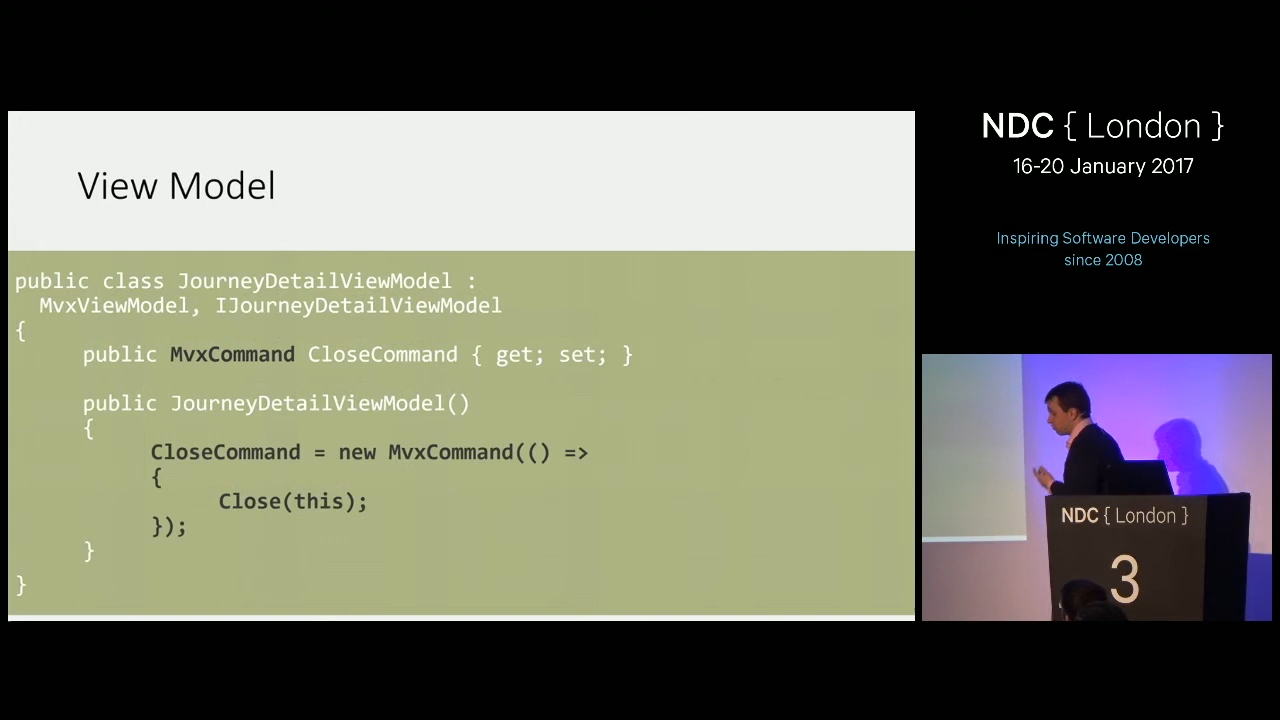 View Model
public class JourneyDetailViewModel :
MvxViewModel, IJourneyDetailViewModel
{
public MvxCommand CloseCommand { get; set; }
public JourneyDetailViewModel()
{
CloseCommand = new MvxCommand(() =>
{
Close(this);
});
}
}
NDC { London }
16-20 January 2017
Inspiring Software Developers
since 2008
NDC { London }
3